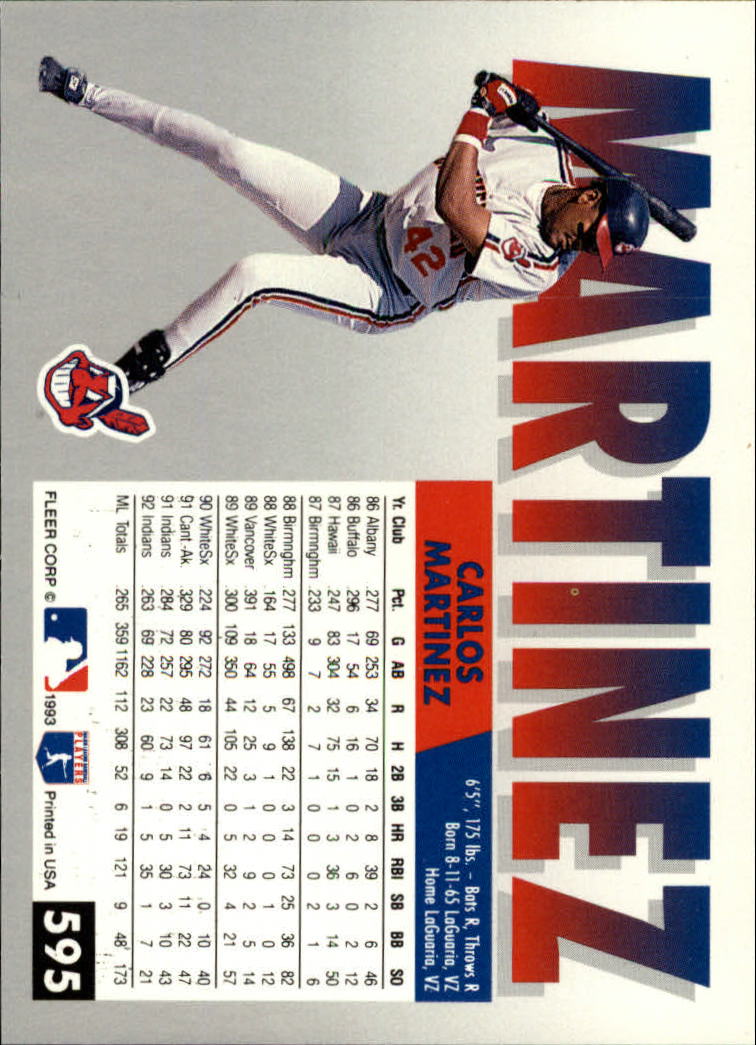 MARTINEZ
42
CARLOS
MARTINEZ
6'5", 175 lbs. – Bats R, Throws R
Born 8-11-65 LaGuaria, VZ
Home LaGuaria, VZ
Yr. Club Pct. G AB R H 2B 3B HR RBI SB BB SO
86 Albany .277 69 253 34 70 18 2 8 39 2 6 46
86 Buffalo .296 17 54 6 16 1 0 2 6 0 2 12
87 Hawaii .247 83 304 32 75 15 1 3 36 3 14 50
87 Birmnghm .233 9 7 2 7 1 0 0 0 2 1 6
88 Birmnghm .277 133 498 67 138 22 3 14 73 25 36 82
88 WhiteSx .164 17 55 5 9 1 0 0 0 1 0 12
89 Vancover .391 18 64 12 25 3 1 2 9 2 5 14
89 WhiteSx .300 109 350 44 105 22 0 5 32 4 21 57
90 WhiteSx .224 92 272 18 61 6 5 4 24 0 10 40
91 Cant.-Ak. .329 80 295 48 97 22 2 11 73 11 22 47
91 Indians .284 72 257 22 73 14 0 5 30 3 10 43
92 Indians .263 69 228 23 60 9 1 5 35 1 7 21
ML Totals .265 359 1162 112 308 52 6 19 121 9 48 173
FLEER CORP © 1993 MAJOR LEAGUE BASEBALL PLAYERS Printed in USA 595